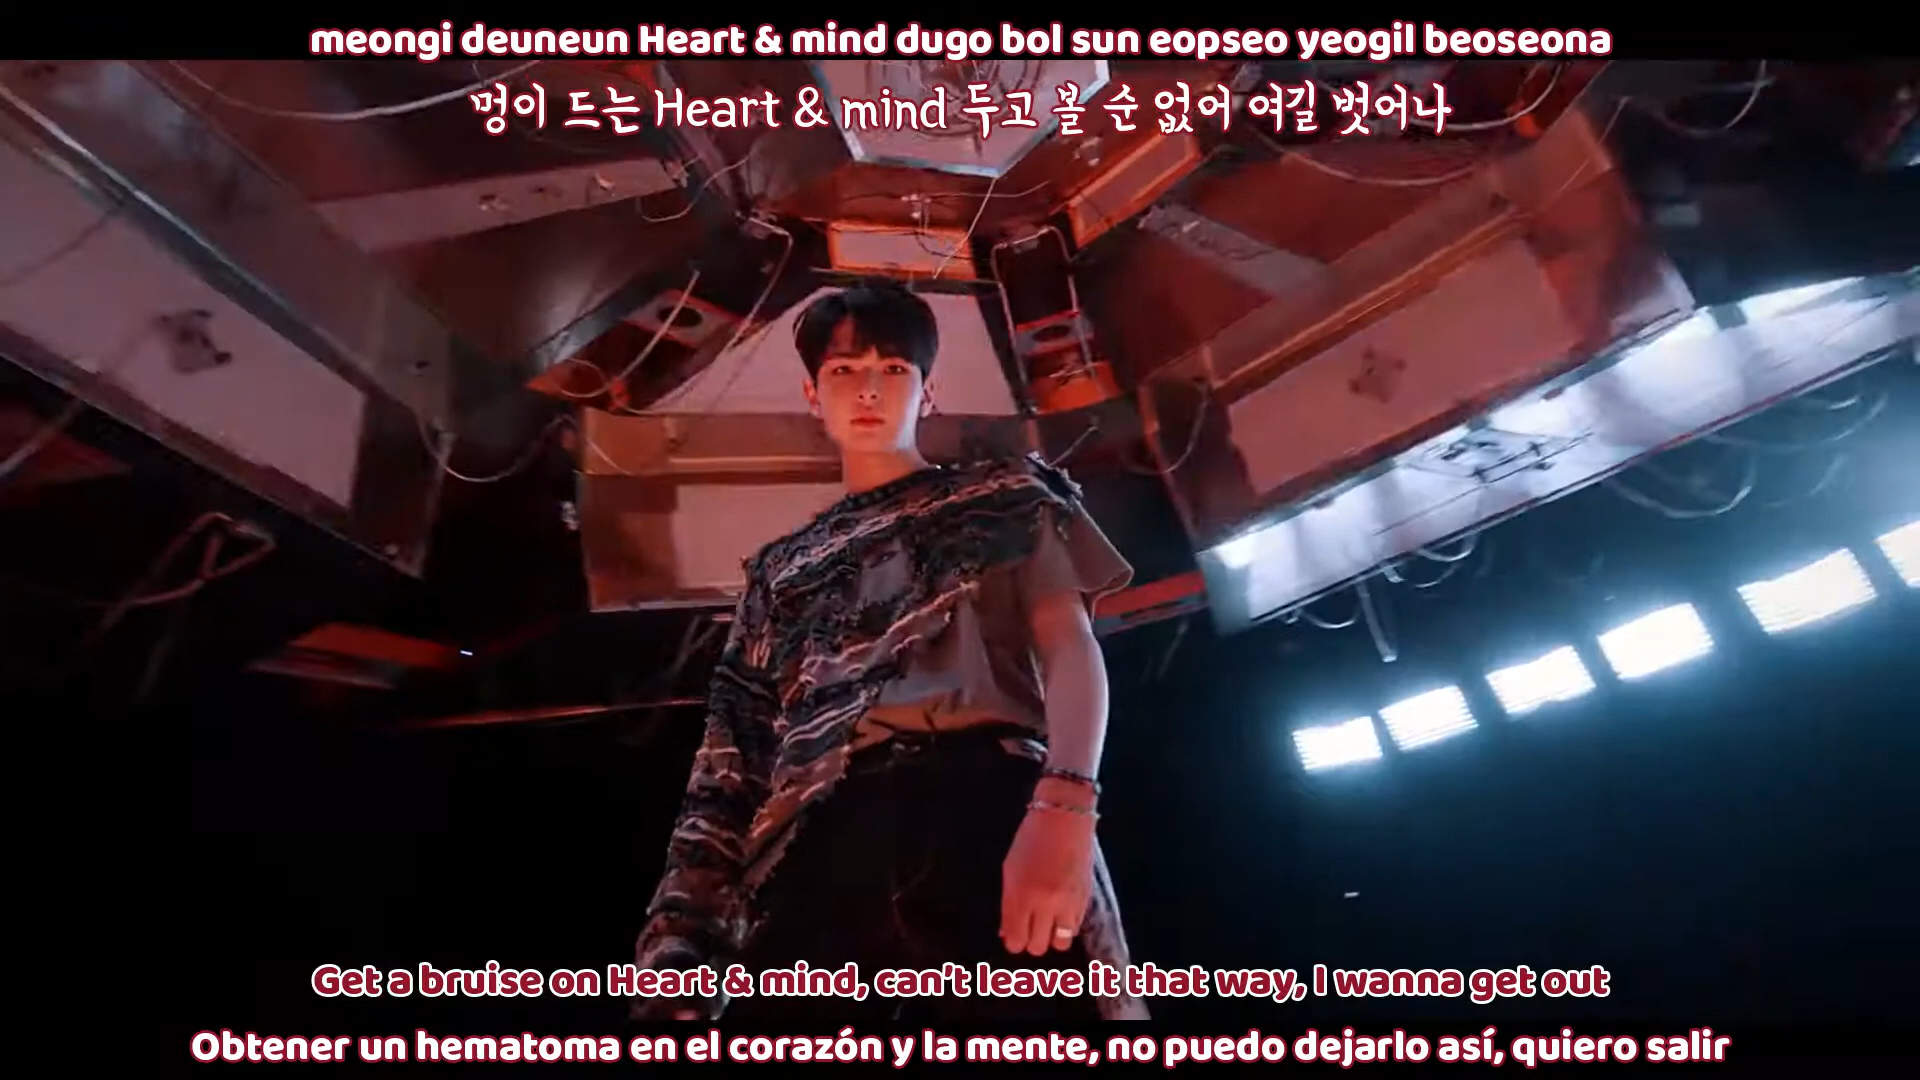 meongi deuneun Heart & mind dugo bol sun eopseo yeogil beoseona
멍이 드는 Heart & mind 두고 볼 순 없어 여길 벗어나
Get a bruise on Heart & mind, can't leave it that way, I wanna get out
Obtener un hematoma en el corazón y la mente, no puedo dejarlo así, quiero salir